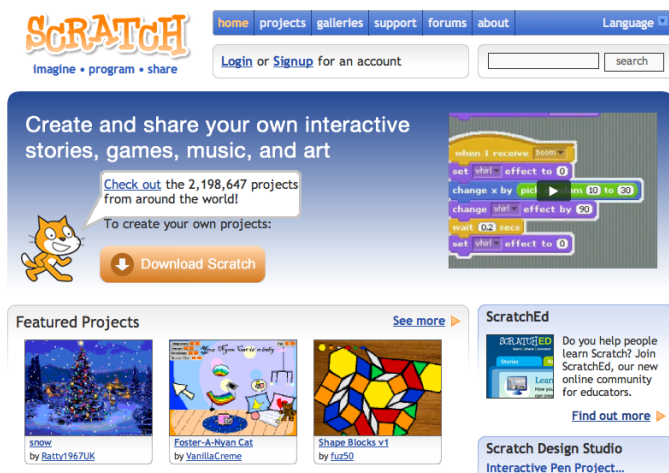 SCRATCH
imagine • program • share
home projects galleries support forums about Language
Login or Signup for an account
search
Create and share your own interactive
stories, games, music, and art
Check out the 2,198,647 projects
from around the world!
To create your own projects:
Download Scratch
when I receive boom
set whirl effect to 0
change x by pick random 10 to 30
change whirl effect by 90
wait 0.2 secs
set whirl effect to 0
Featured Projects
See more
snow
by Ratty1967UK
Foster-A-Nyan Cat
by VanillaCreme
Shape Blocks v1
by fuz50
ScratchEd
SCRATCHED
Stories
Lear
Do you help people
learn Scratch? Join
ScratchEd, our new
online community
for educators.
Find out more
Scratch Design Studio
Interactive Pen Project...